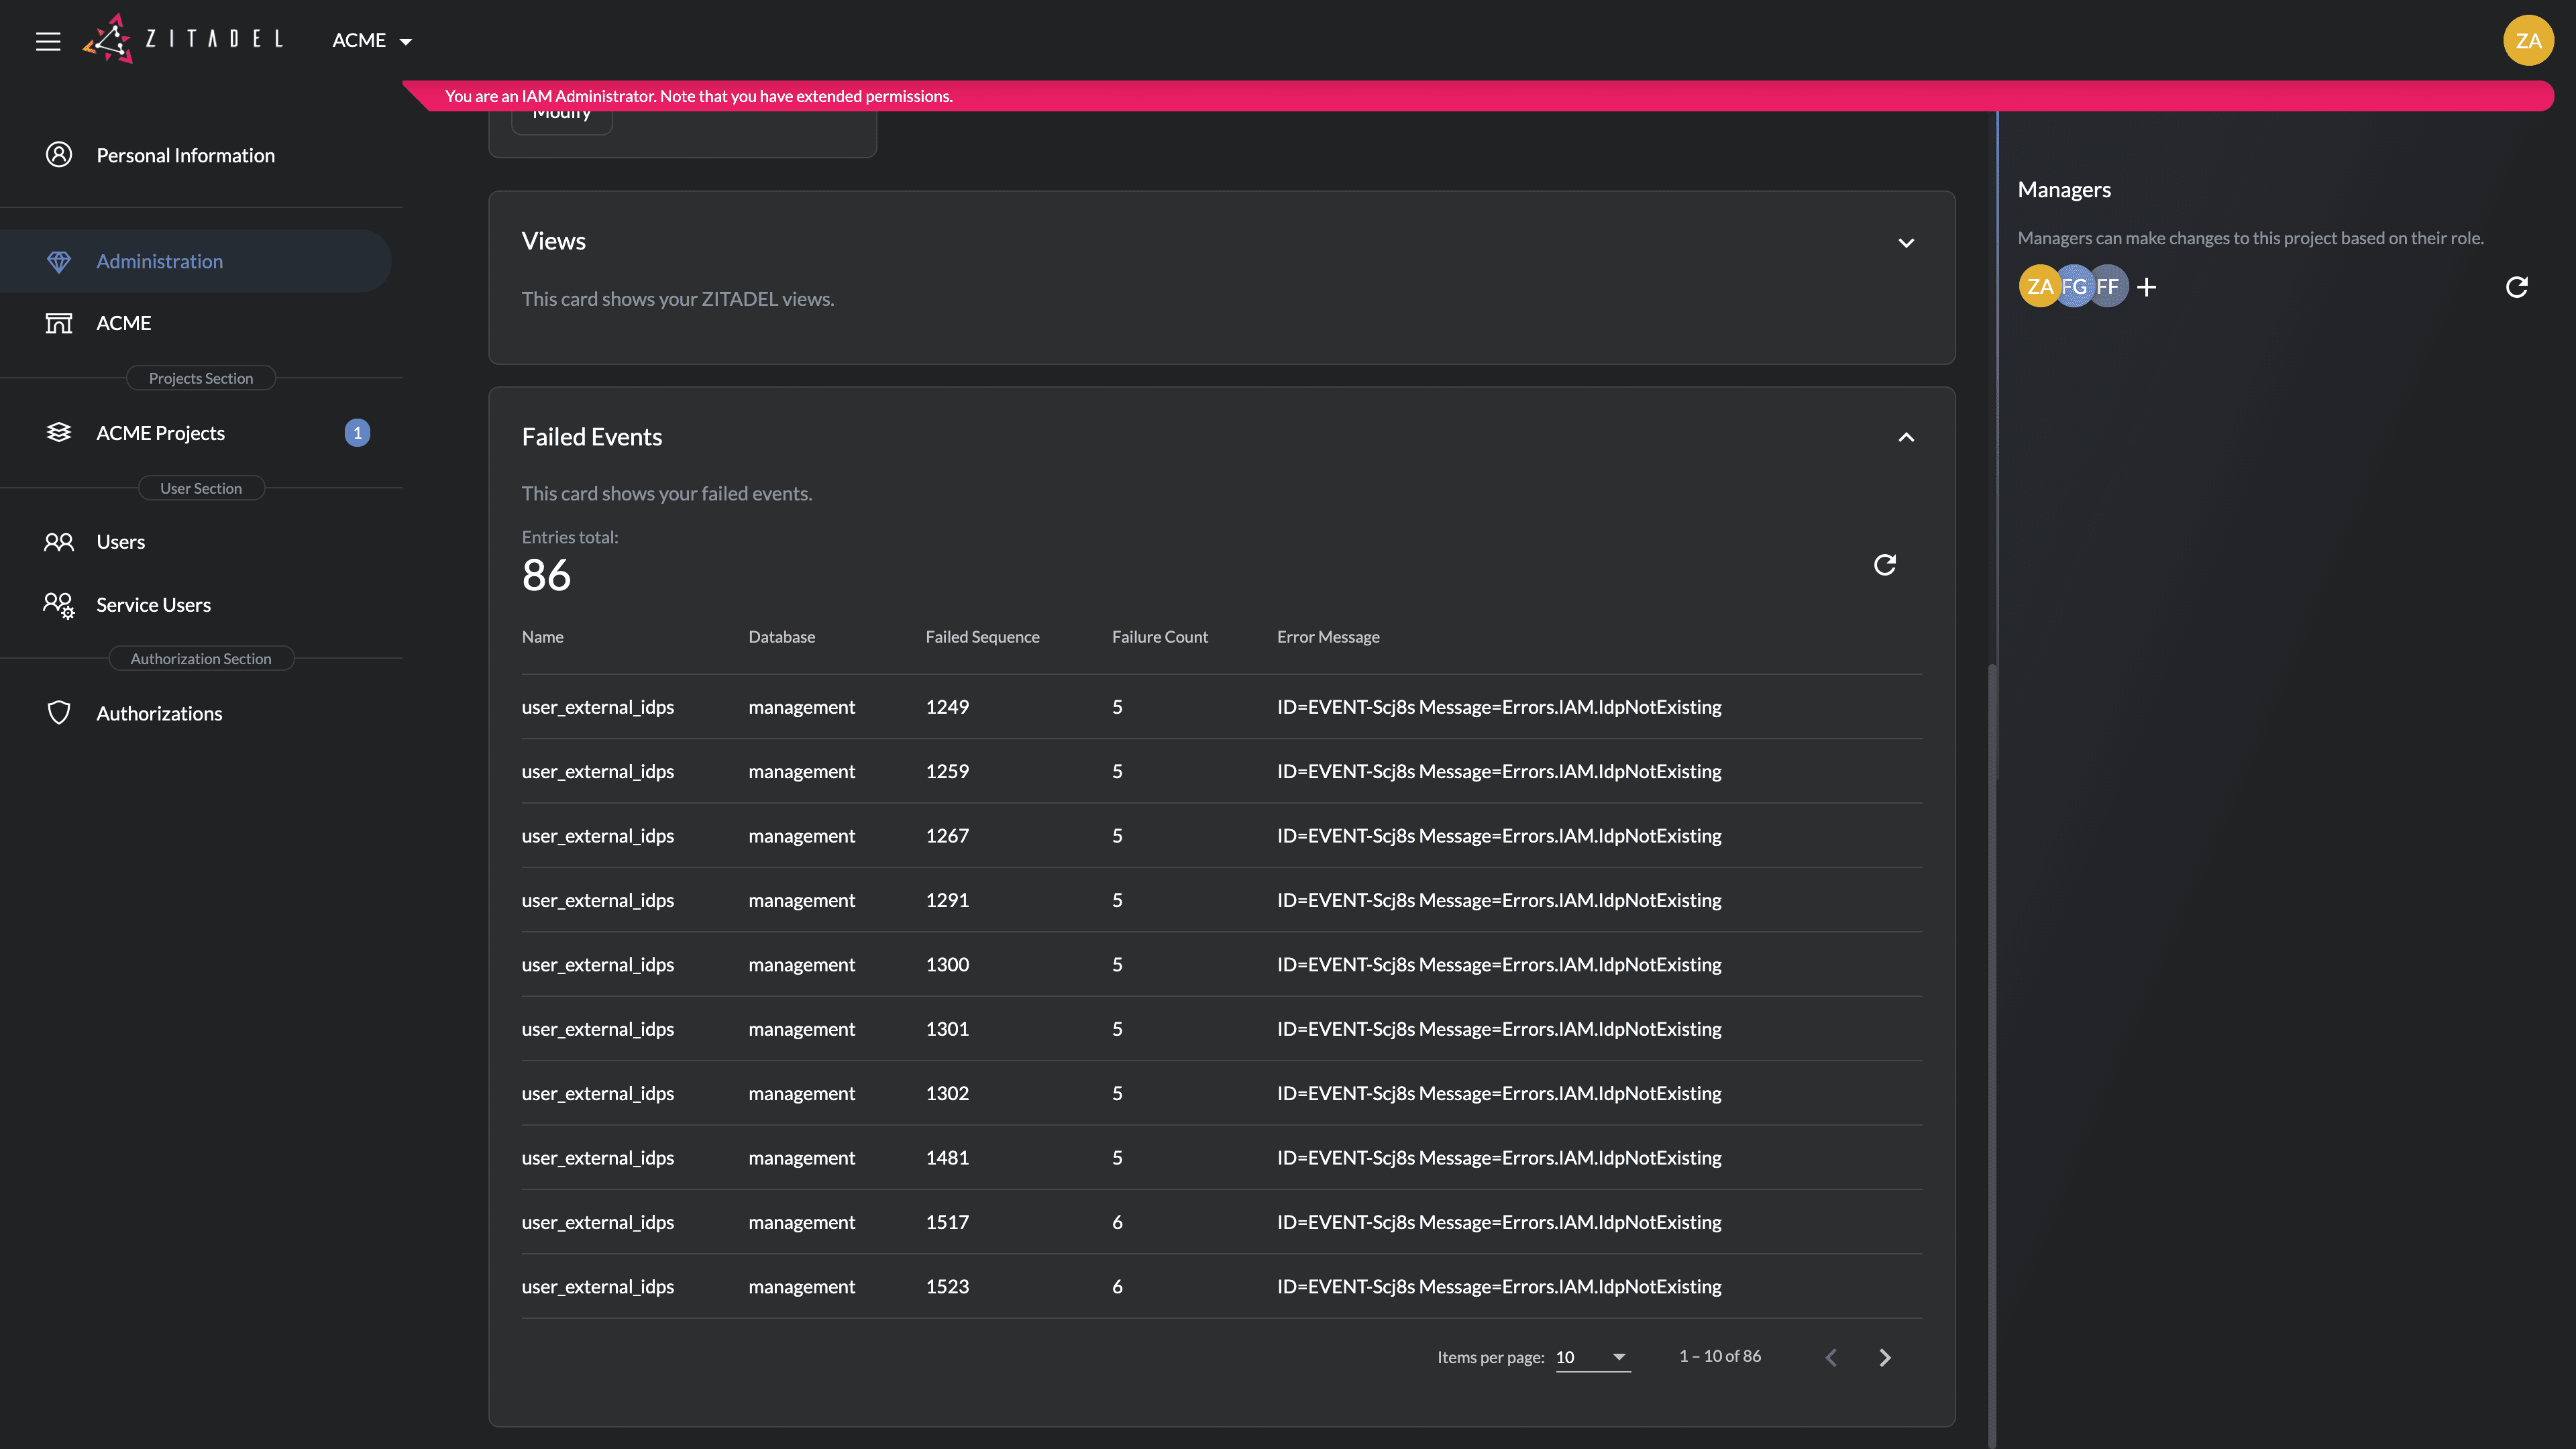 ZITADEL ACME ZA
You are an IAM Administrator. Note that you have extended permissions.
Modify
Personal Information
Administration
ACME
Projects Section
ACME Projects 1
User Section
Users
Service Users
Authorization Section
Authorizations
Views
This card shows your ZITADEL views.
Failed Events
This card shows your failed events.
Entries total:
86
Name Database Failed Sequence Failure Count Error Message
user_external_idps management 1249 5 ID=EVENT-Scj8s Message=Errors.IAM.IdpNotExisting
user_external_idps management 1259 5 ID=EVENT-Scj8s Message=Errors.IAM.IdpNotExisting
user_external_idps management 1267 5 ID=EVENT-Scj8s Message=Errors.IAM.IdpNotExisting
user_external_idps management 1291 5 ID=EVENT-Scj8s Message=Errors.IAM.IdpNotExisting
user_external_idps management 1300 5 ID=EVENT-Scj8s Message=Errors.IAM.IdpNotExisting
user_external_idps management 1301 5 ID=EVENT-Scj8s Message=Errors.IAM.IdpNotExisting
user_external_idps management 1302 5 ID=EVENT-Scj8s Message=Errors.IAM.IdpNotExisting
user_external_idps management 1481 5 ID=EVENT-Scj8s Message=Errors.IAM.IdpNotExisting
user_external_idps management 1517 6 ID=EVENT-Scj8s Message=Errors.IAM.IdpNotExisting
user_external_idps management 1523 6 ID=EVENT-Scj8s Message=Errors.IAM.IdpNotExisting
Items per page: 10 1 – 10 of 86
Managers
Managers can make changes to this project based on their role.
ZA FG FF